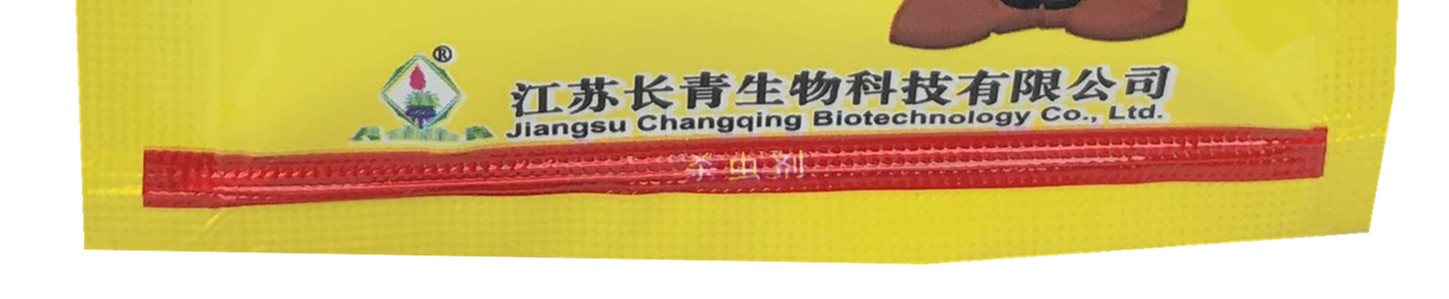 ®
江苏长青生物科技有限公司
Jiangsu Changqing Biotechnology Co., Ltd.
杀虫剂